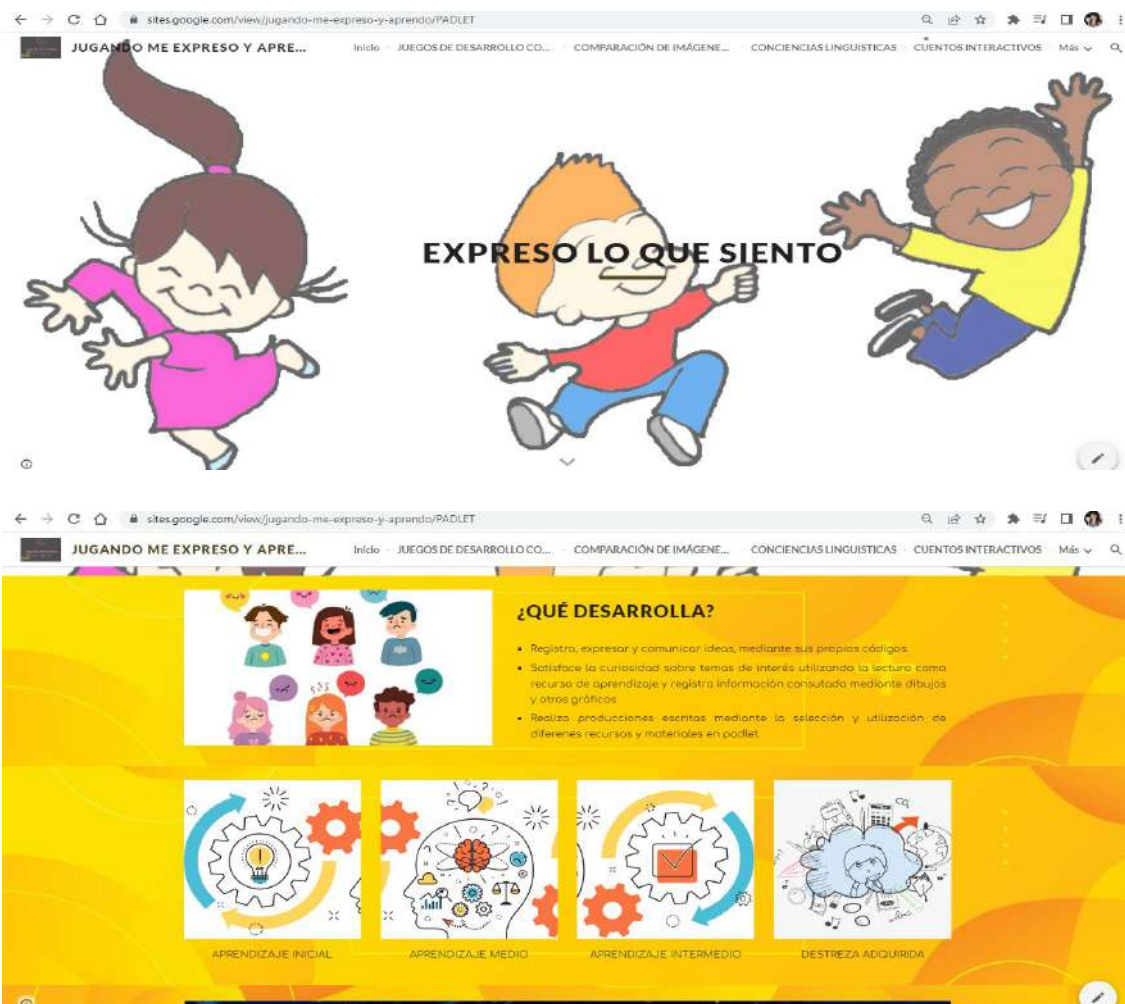 sites.google.com/view/jugando-me-expreso-y-aprendo/PADLET
JUGANDO ME EXPRESO Y APRE...
Inicio
JUEGOS DE DESARROLLO CO...
COMPARACIÓN DE IMÁGENE...
CONCIENCIAS LINGUISTICAS
CUENTOS INTERACTIVOS
Más
EXPRESO LO QUE SIENTO
sites.google.com/view/jugando-me-expreso-y-aprendo/PADLET
JUGANDO ME EXPRESO Y APRE...
Inicio
JUEGOS DE DESARROLLO CO...
COMPARACIÓN DE IMÁGENE...
CONCIENCIAS LINGUISTICAS
CUENTOS INTERACTIVOS
Más
¿QUÉ DESARROLLA?
Registra, expresar y comunicar ideas, mediante sus propios códigos.
Satisface la curiosidad sobre temas de interés utilizando la lectura como
recurso de aprendizaje y registra información consultada mediante dibujos
y otros gráficos
Realiza producciones escritas mediante la selección y utilización de
diferenes recursos y materiales en padlet
APRENDIZAJE INICIAL
APRENDIZAJE MEDIO
APRENDIZAJE INTERMEDIO
DESTREZA ADQUIRIDA